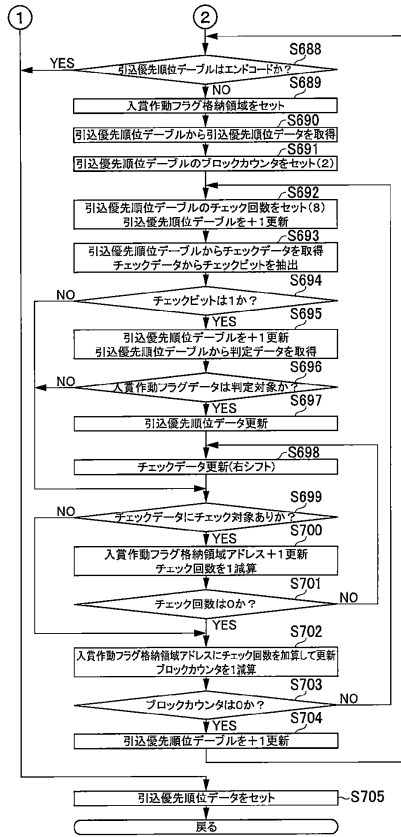 1
2
S688
YES
引込優先順位テーブルはエンドコードか?
NO
S689
入賞作動フラグ格納領域をセット
S690
引込優先順位テーブルから引込優先順位データを取得
S691
引込優先順位テーブルのブロックカウンタをセット(2)
S692
引込優先順位テーブルのチェック回数をセット(8)
引込優先順位テーブルを+1更新
S693
引込優先順位テーブルからチェックデータを取得
チェックデータからチェックビットを抽出
S694
NO
チェックビットは1か?
YES
S695
引込優先順位テーブルを+1更新
引込優先順位テーブルから判定データを取得
S696
NO
入賞作動フラグデータは判定対象か?
YES
S697
引込優先順位データ更新
S698
チェックデータ更新(右シフト)
S699
NO
チェックデータにチェック対象ありか?
YES
S700
入賞作動フラグ格納領域アドレス+1更新
チェック回数を1減算
S701
チェック回数は0か?
NO
YES
S702
入賞作動フラグ格納領域アドレスにチェック回数を加算して更新
ブロックカウンタを1減算
S703
ブロックカウンタは0か?
NO
YES
S704
引込優先順位テーブルを+1更新
S705
引込優先順位データをセット
戻る